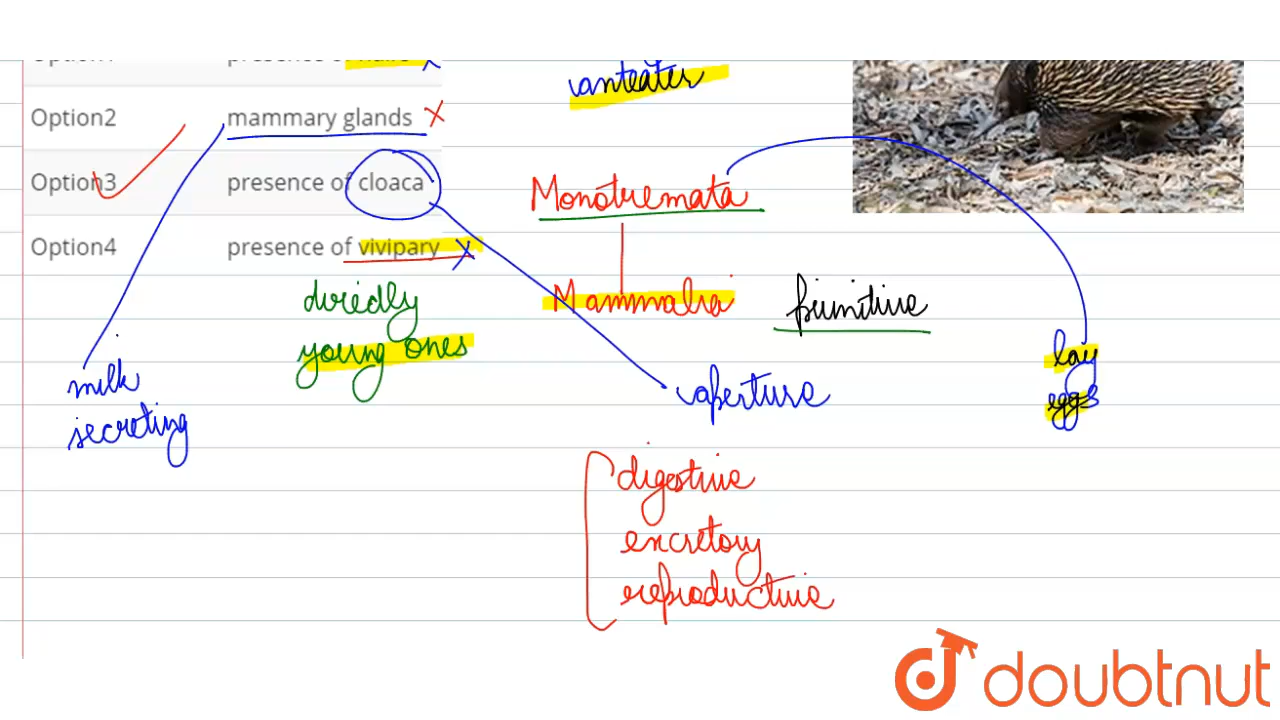 Option2 mammary glands X
Option3 presence of cloaca
Option4 presence of vivipary X
anteater
Monotremata
Mammalia
primitive
directly
young ones
milk
secreting
aperture
lay
eggs
digestive
excretory
reproductive
doubtnut